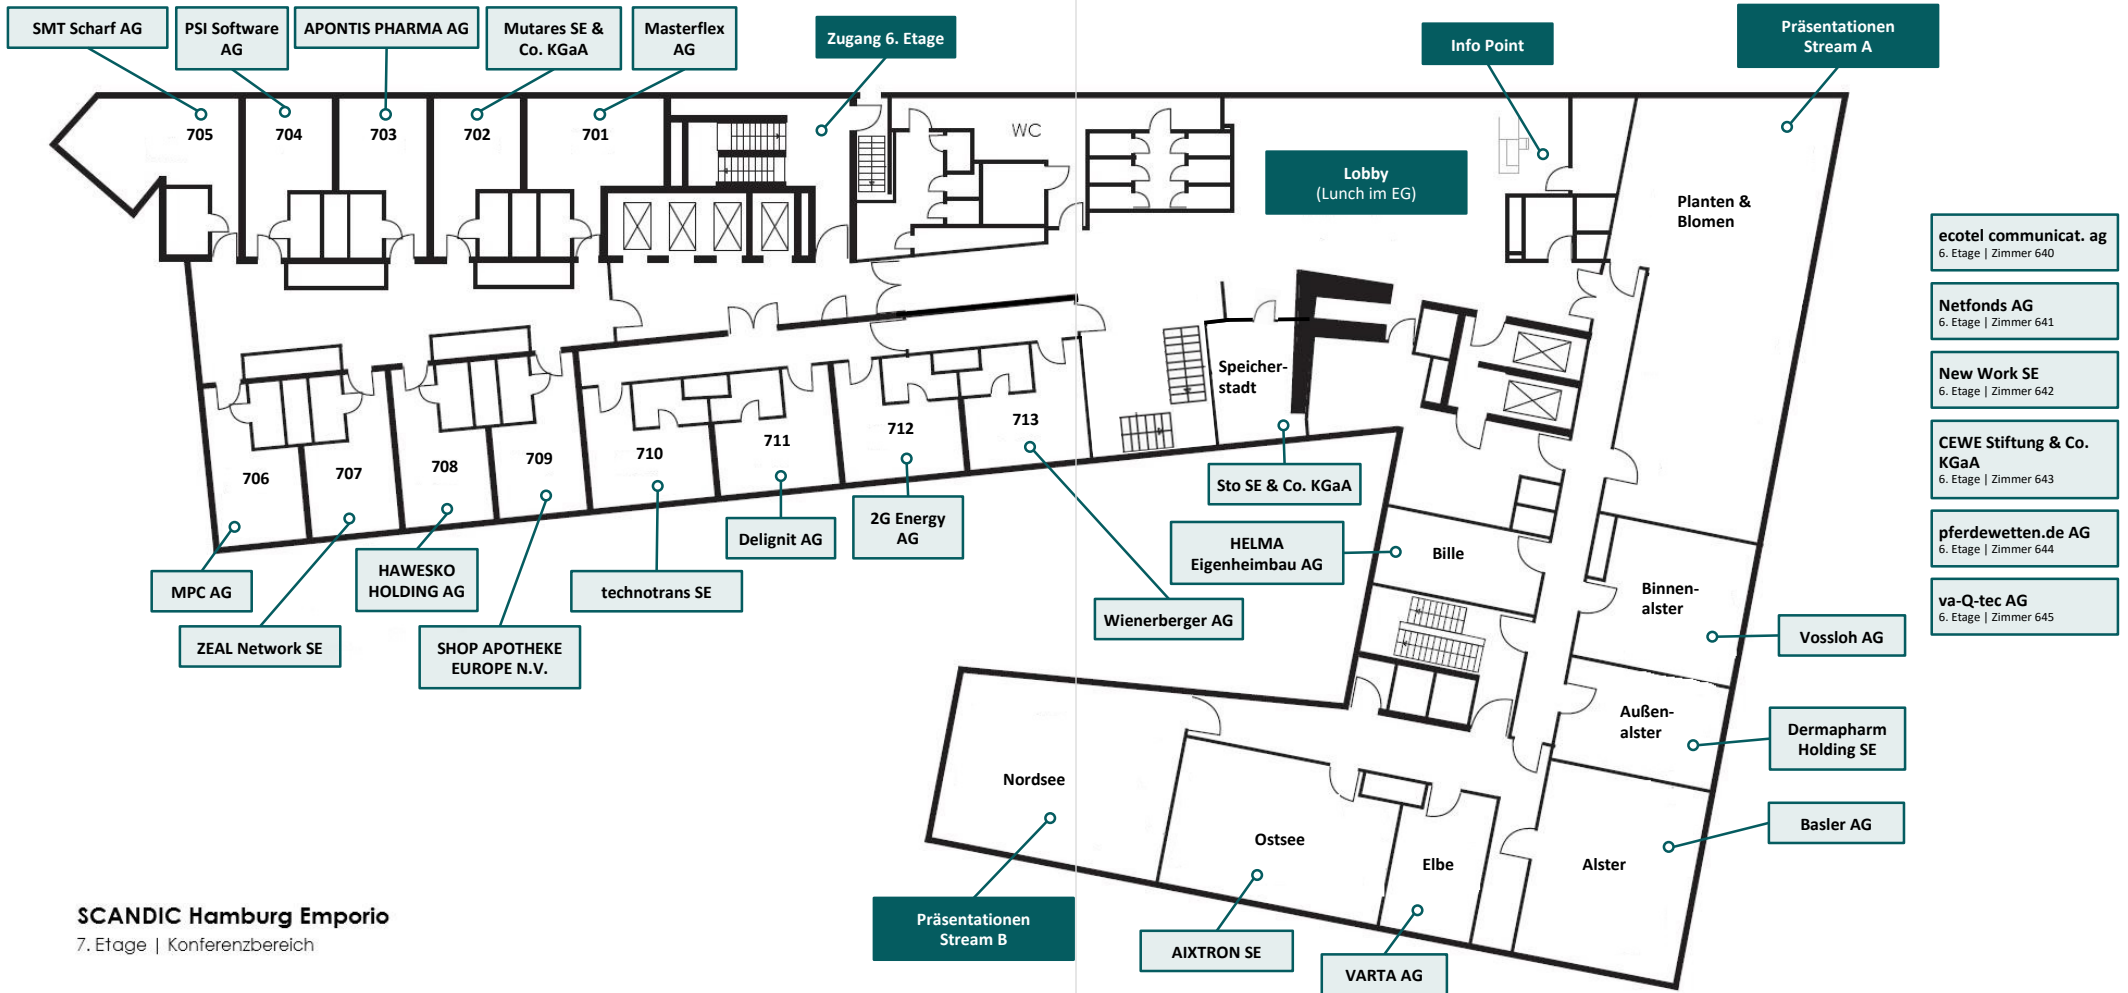 SMT Scharf AG
PSI Software
AG
APONTIS PHARMA AG
Mutares SE &
Co. KGaA
Masterflex
AG
Zugang 6. Etage
Info Point
Präsentationen
Stream A
705
704
703
702
701
WC
Lobby
(Lunch im EG)
Planten &
Blomen
ecotel communicat. ag
6. Etage | Zimmer 640
Netfonds AG
6. Etage | Zimmer 641
New Work SE
6. Etage | Zimmer 642
CEWE Stiftung & Co.
KGaA
6. Etage | Zimmer 643
pferdewetten.de AG
6. Etage | Zimmer 644
va-Q-tec AG
6. Etage | Zimmer 645
Speicher-
stadt
706
707
708
709
710
711
712
713
Sto SE & Co. KGaA
2G Energy
AG
Delignit AG
HELMA
Eigenheimbau AG
Bille
MPC AG
HAWESKO
HOLDING AG
technotrans SE
Wienerberger AG
Binnen-
alster
Vossloh AG
ZEAL Network SE
SHOP APOTHEKE
EUROPE N.V.
Außen-
alster
Dermapharm
Holding SE
Nordsee
Ostsee
Elbe
Alster
Basler AG
Präsentationen
Stream B
AIXTRON SE
VARTA AG
SCANDIC Hamburg Emporio
7. Etage | Konferenzbereich